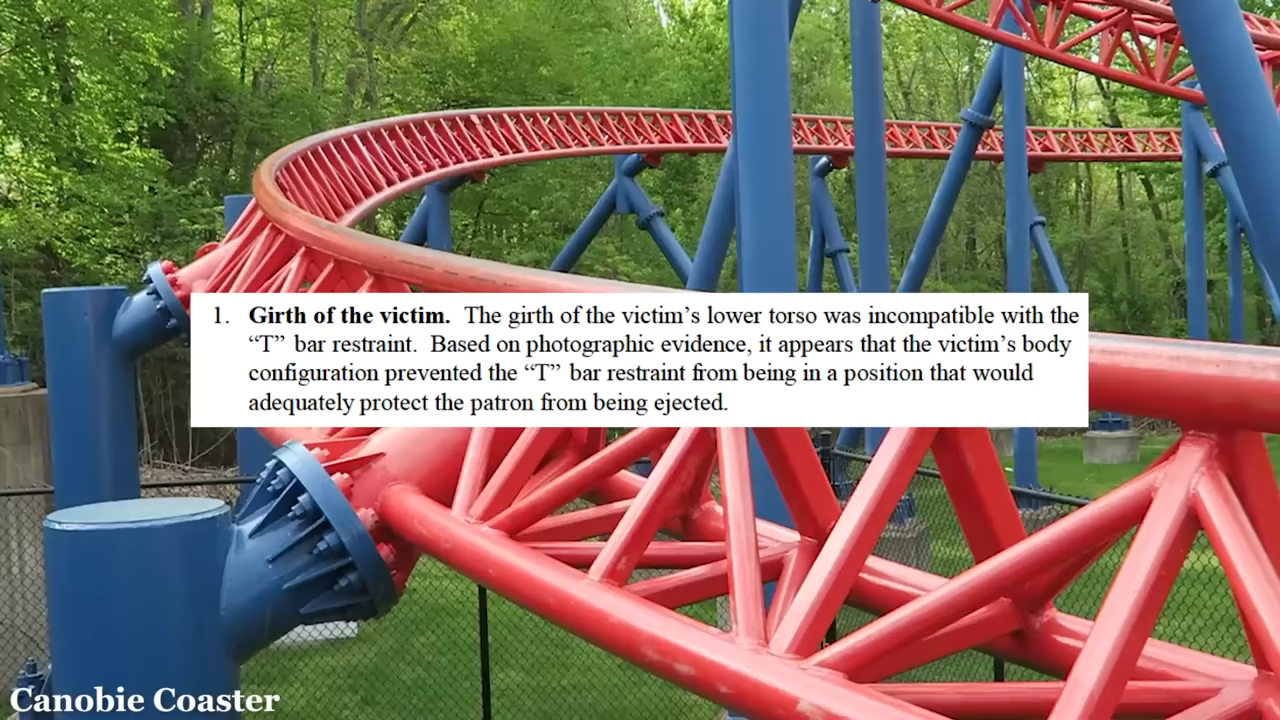 1. Girth of the victim. The girth of the victim’s lower torso was incompatible with the
“T” bar restraint. Based on photographic evidence, it appears that the victim’s body
configuration prevented the “T” bar restraint from being in a position that would
adequately protect the patron from being ejected.
Canobie Coaster